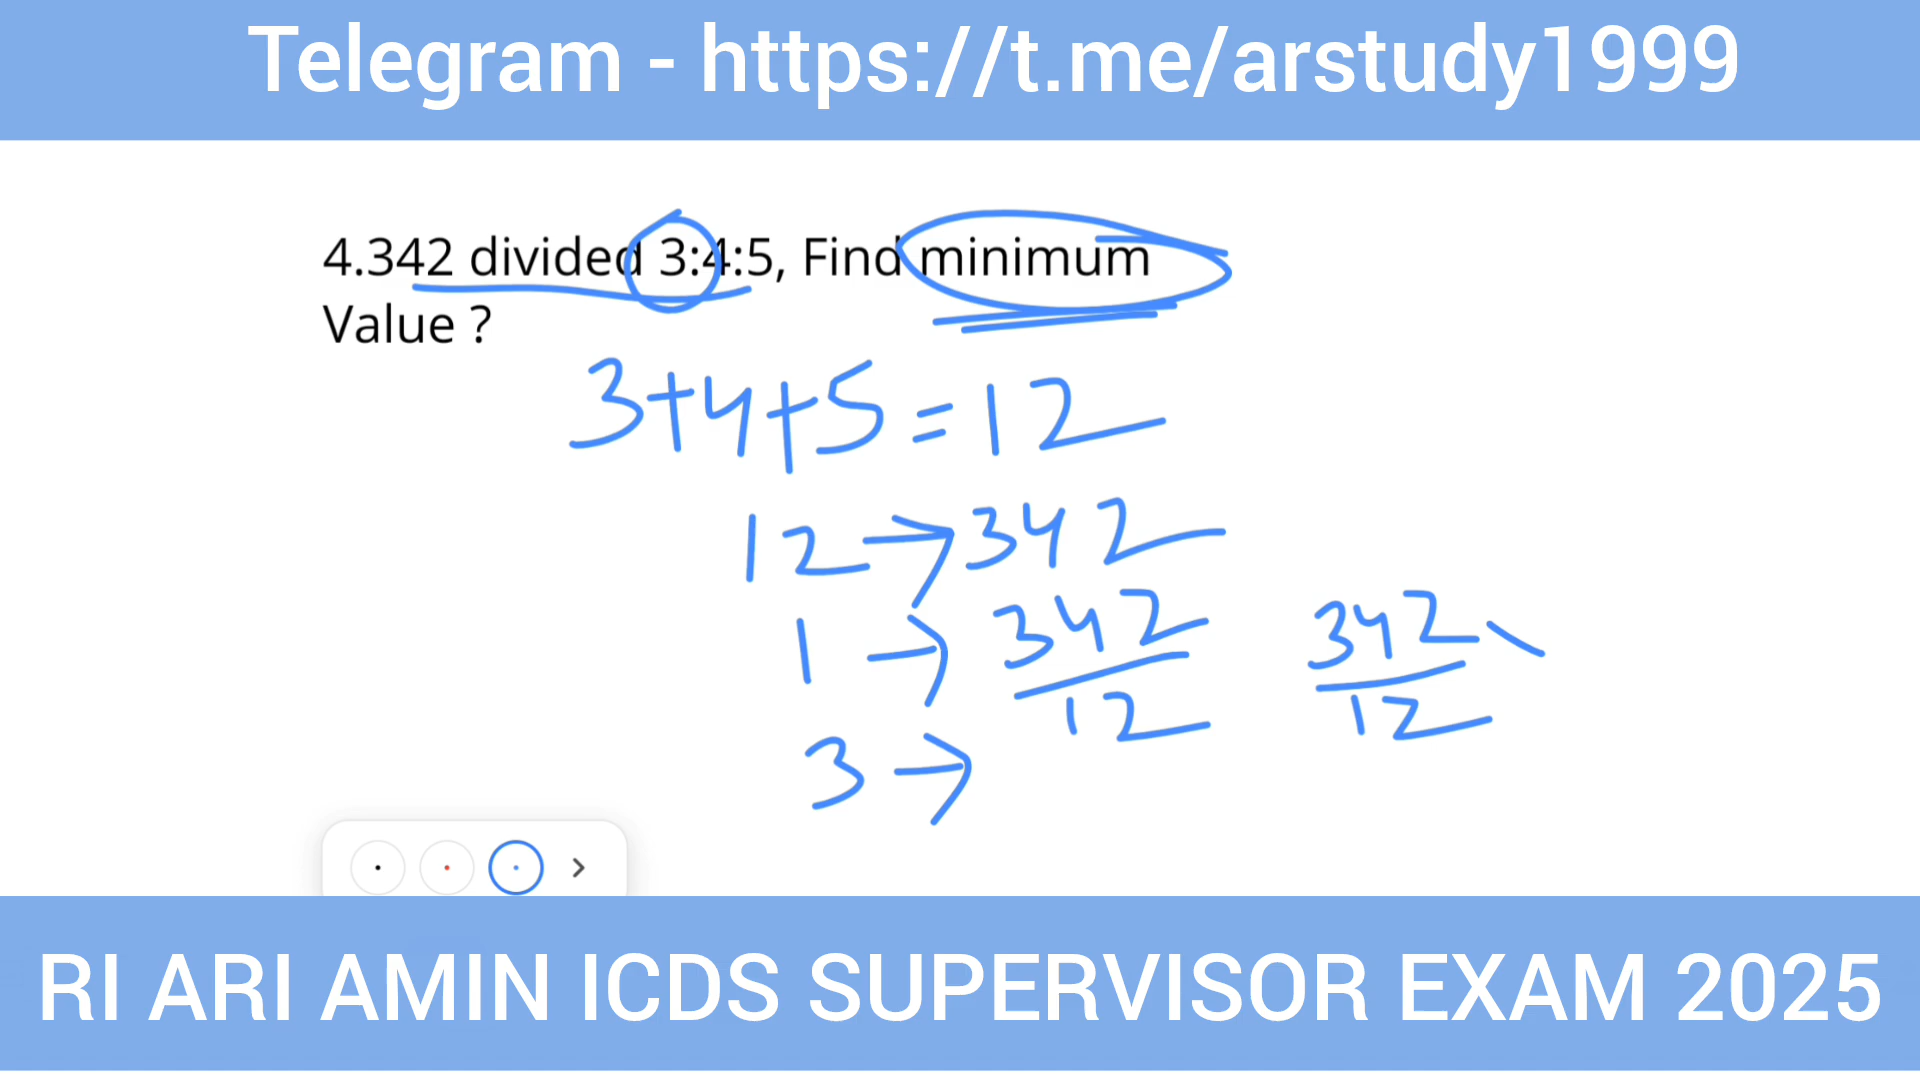 Telegram - https://t.me/arstudy1999
4.342 divided 3:4:5, Find minimum
Value ?
3+4+5=12
12→342
1→342/12 342/12
3→
RI ARI AMIN ICDS SUPERVISOR EXAM 2025